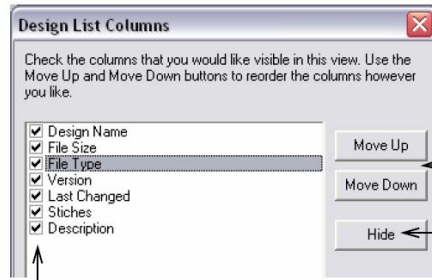 Design List Columns
Check the columns that you would like visible in this view. Use the
Move Up and Move Down buttons to reorder the columns however
you like.
Design Name
File Size
File Type
Version
Last Changed
Stiches
Description
Move Up
Move Down
Hide